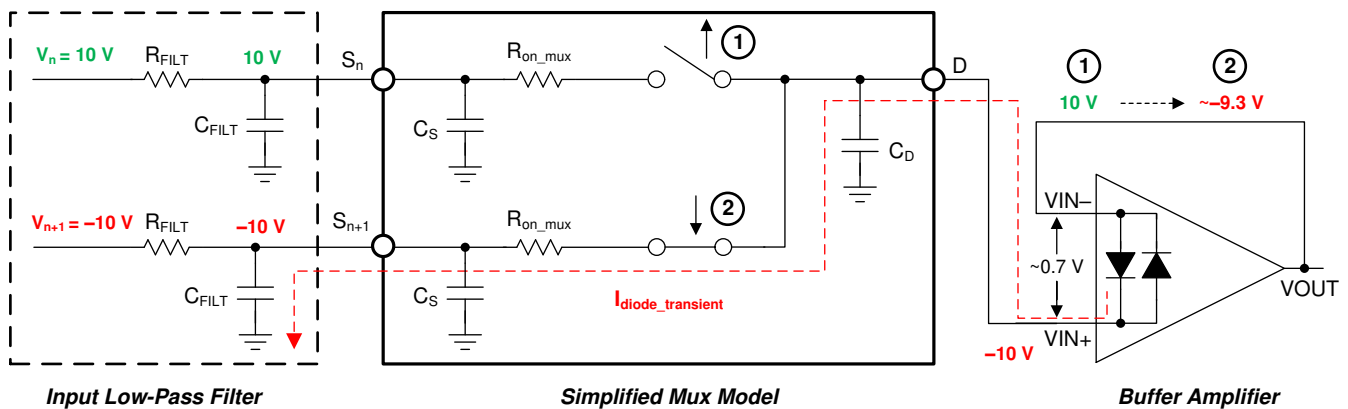 Vn = 10 V
RFILT
10 V
Sn
Ron_mux
1
D
1
2
10 V
~–9.3 V
CFILT
CS
CD
Vn+1 = –10 V
RFILT
–10 V
Sn+1
Ron_mux
2
VIN–
~0.7 V
CFILT
CS
Idiode_transient
VOUT
VIN+
–10 V
Input Low-Pass Filter
Simplified Mux Model
Buffer Amplifier